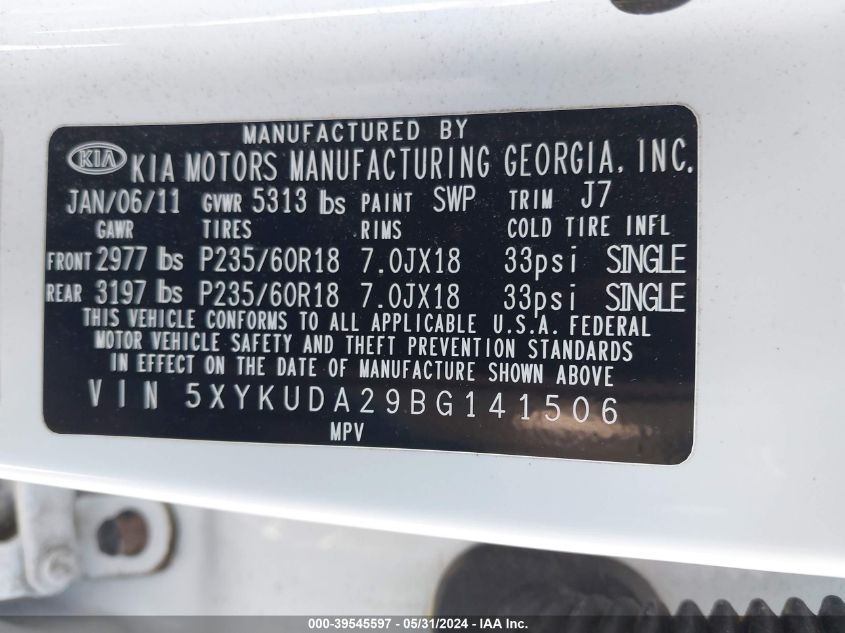 MANUFACTURED BY
KIA KIA MOTORS MANUFACTURING GEORGIA, INC.
JAN/06/11 GVWR 5313 lbs PAINT SWP TRIM J7
GAWR TIRES RIMS COLD TIRE INFL
FRONT 2977 lbs P235/60R18 7.0JX18 33psi SINGLE
REAR 3197 lbs P235/60R18 7.0JX18 33psi SINGLE
THIS VEHICLE CONFORMS TO ALL APPLICABLE U.S.A. FEDERAL
MOTOR VEHICLE SAFETY AND THEFT PREVENTION STANDARDS
IN EFFECT ON THE DATE OF MANUFACTURE SHOWN ABOVE
VIN 5XYKUDA29BG141506
MPV
000-39545597 - 05/31/2024 - IAA Inc.